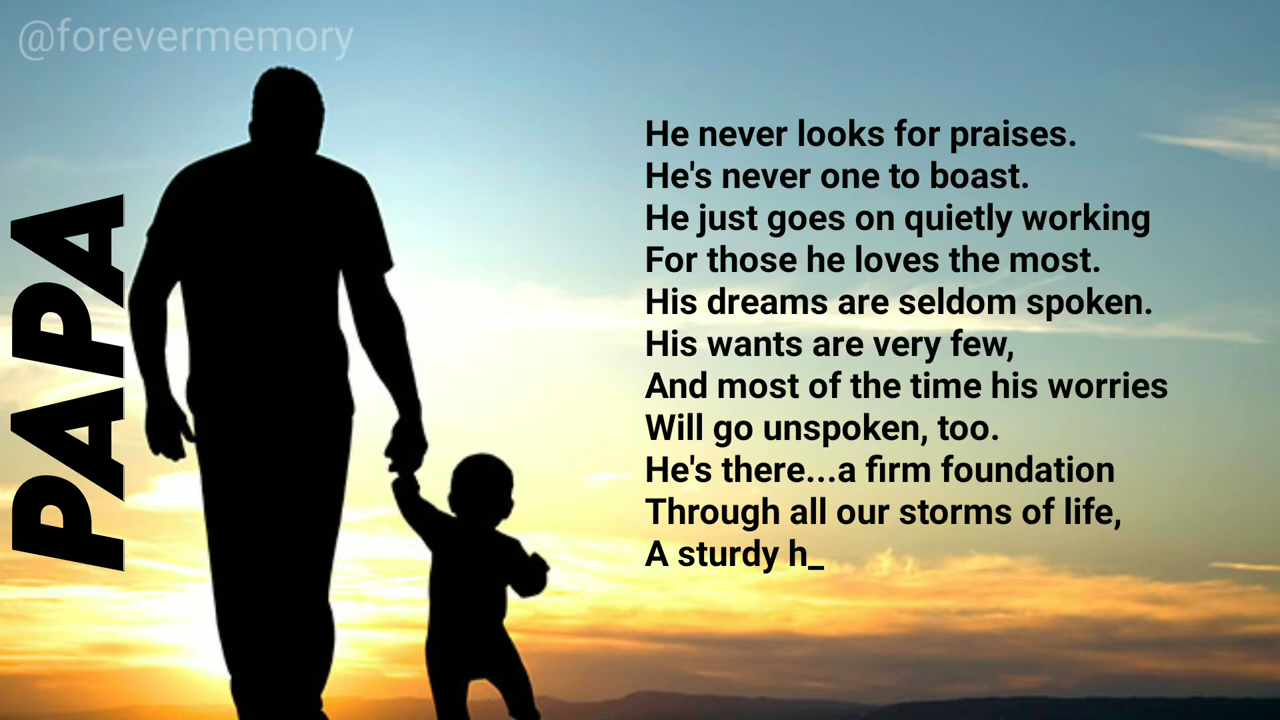 @forevermemory
PAPA
He never looks for praises.
He's never one to boast.
He just goes on quietly working
For those he loves the most.
His dreams are seldom spoken.
His wants are very few,
And most of the time his worries
Will go unspoken, too.
He's there...a firm foundation
Through all our storms of life,
A sturdy h_